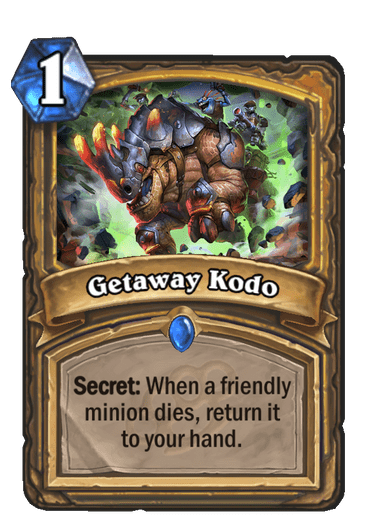 1
Getaway Kodo
Secret: When a friendly
minion dies, return it
to your hand.